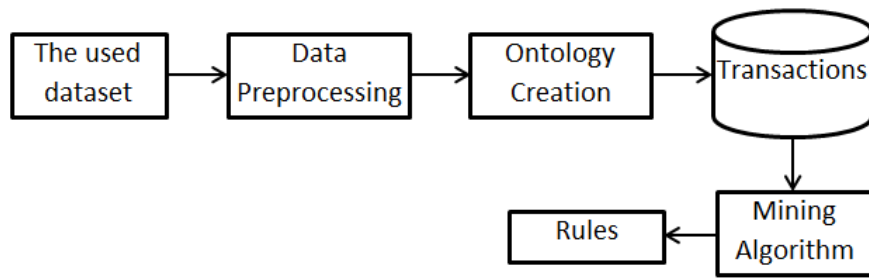 The used
dataset
Data
Preprocessing
Ontology
Creation
Transactions
Mining
Algorithm
Rules